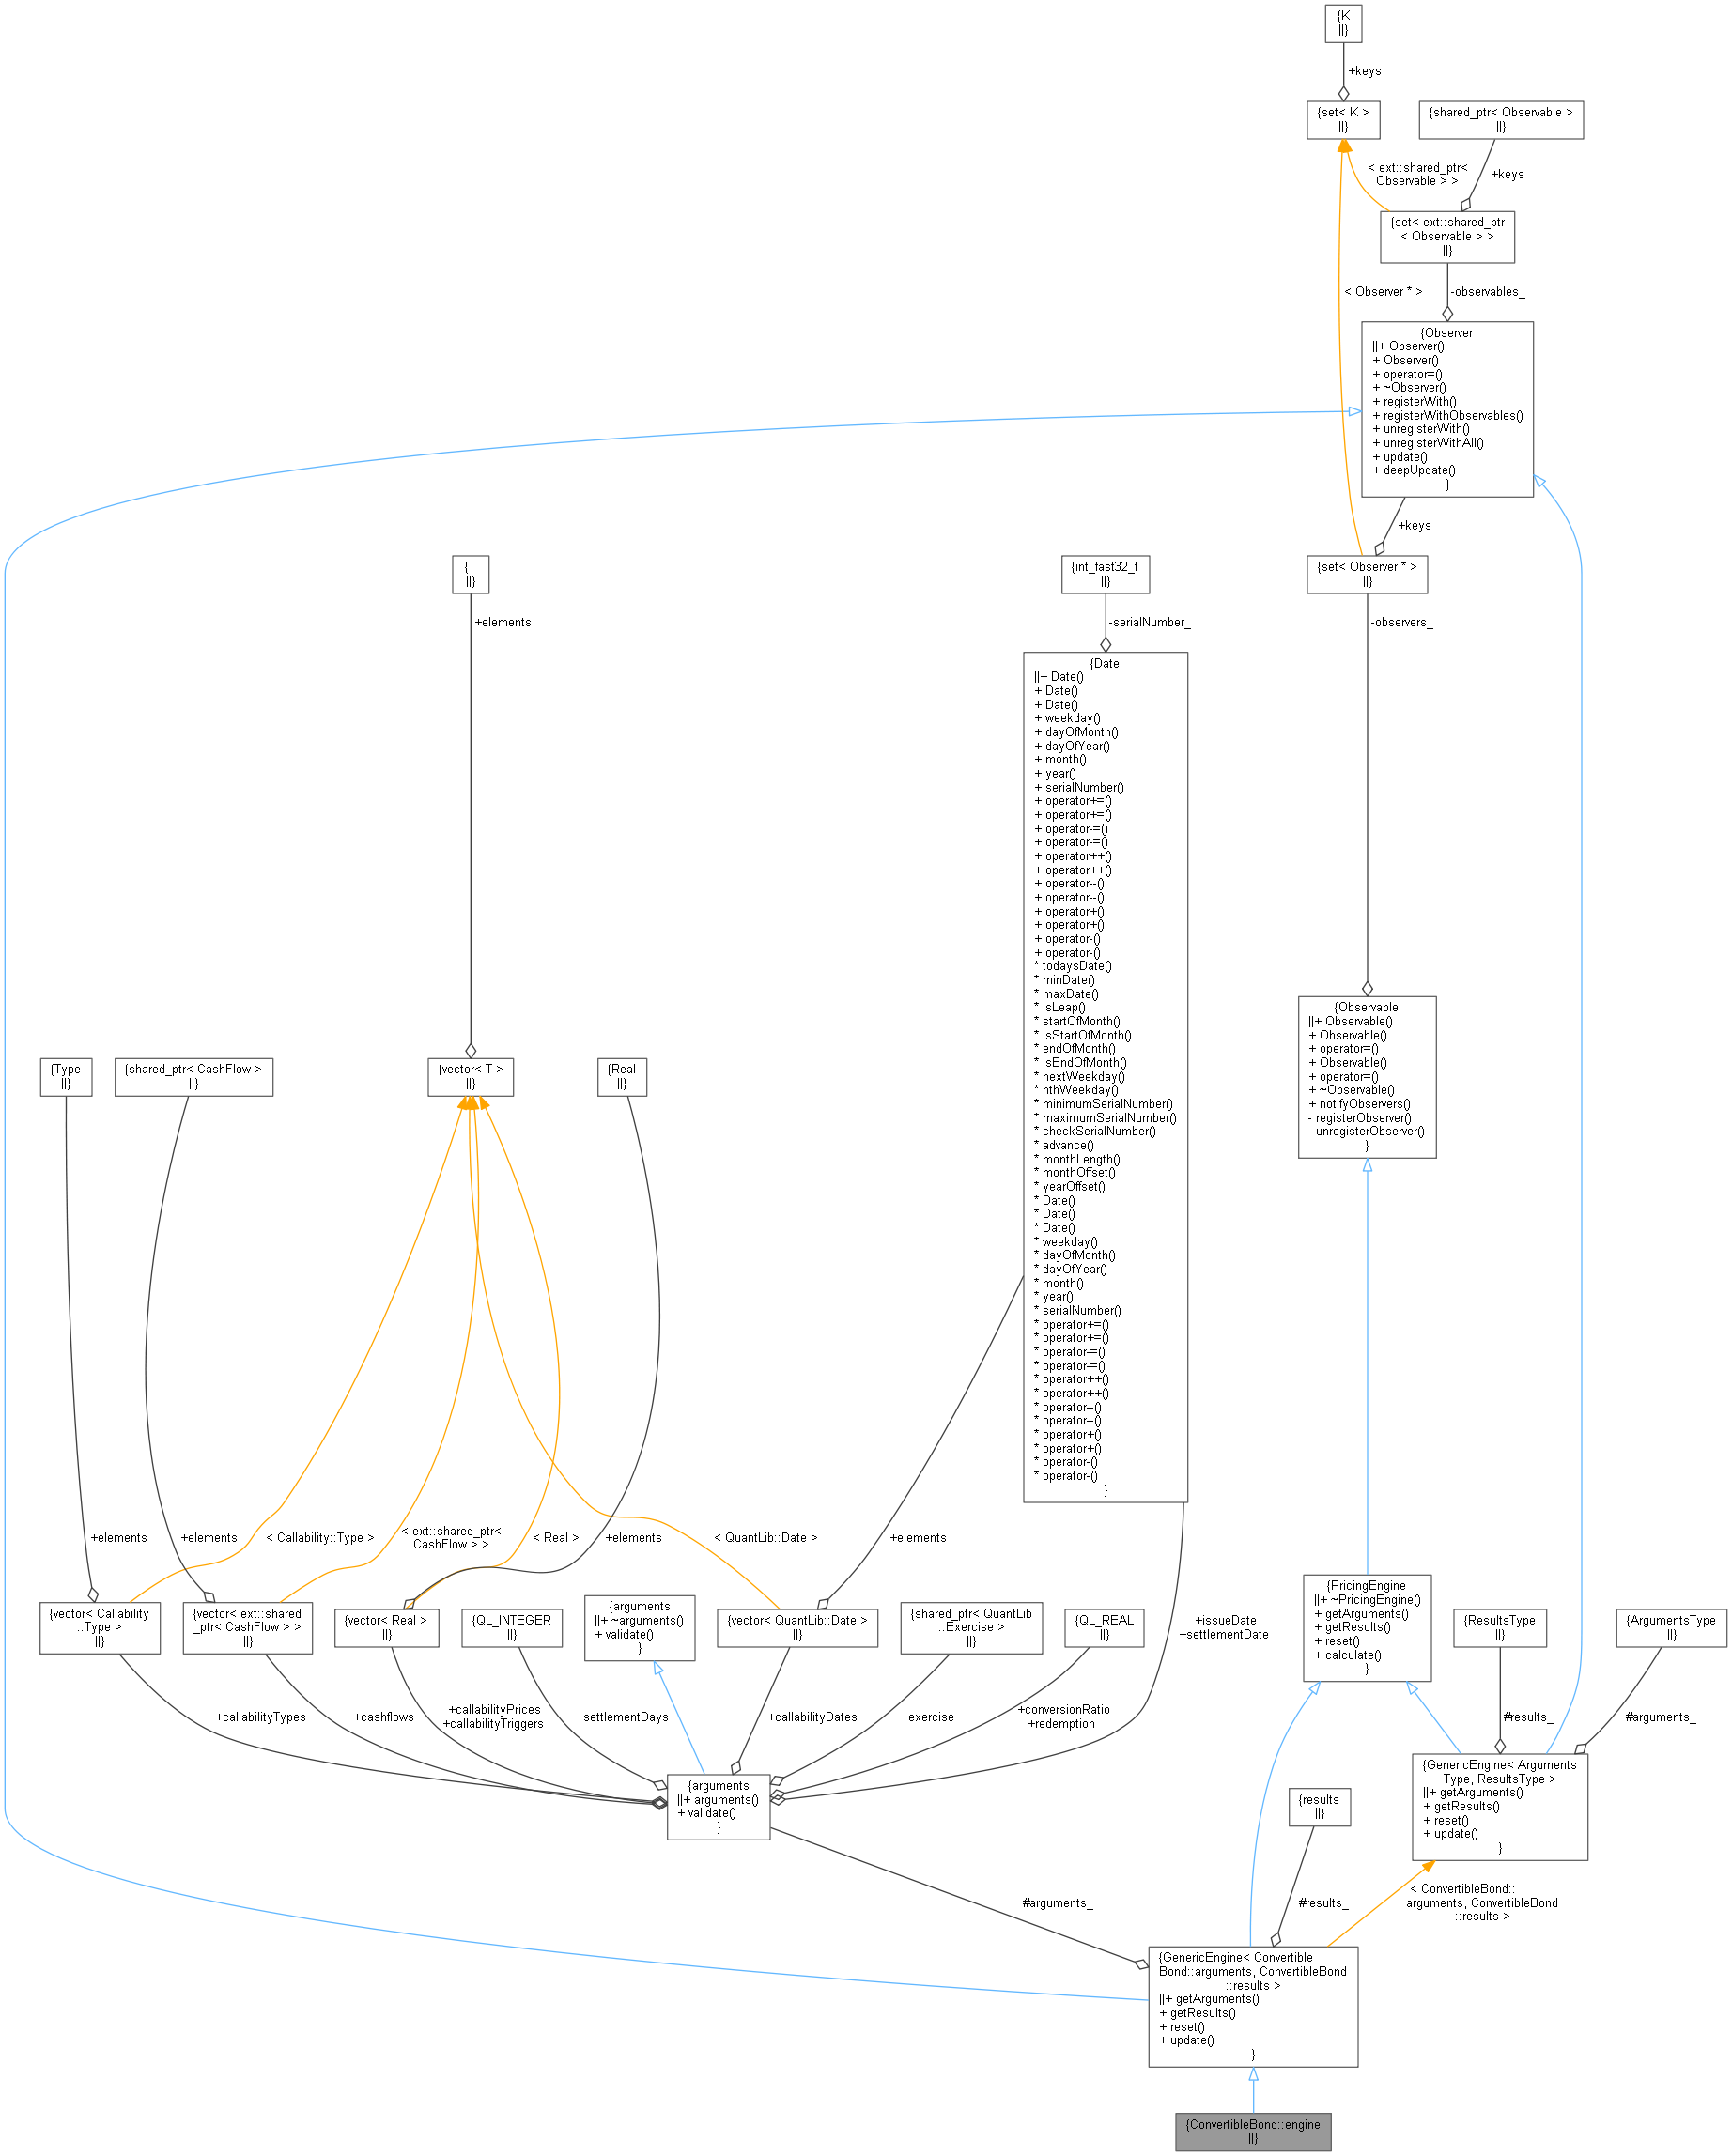 {K
||}
+keys
{set< K >
||}
{shared_ptr< Observable >
||}
< ext::shared_ptr<
Observable > >
+keys
{set< ext::shared_ptr
< Observable > >
||}
< Observer * >
-observables_
{Observer
||+ Observer()
+ Observer()
+ operator=()
+ ~Observer()
+ registerWith()
+ registerWithObservables()
+ unregisterWith()
+ unregisterWithAll()
+ update()
+ deepUpdate()
}
+keys
{T
||}
{int_fast32_t
||}
{set< Observer * >
||}
+elements
-serialNumber_
-observers_
{Date
||+ Date()
+ Date()
+ Date()
+ weekday()
+ dayOfMonth()
+ dayOfYear()
+ month()
+ year()
+ serialNumber()
+ operator+=()
+ operator+=()
+ operator-=()
+ operator-=()
+ operator++()
+ operator++()
+ operator--()
+ operator--()
+ operator+()
+ operator+()
+ operator-()
+ operator-()
* todaysDate()
* minDate()
* maxDate()
* isLeap()
* startOfMonth()
* isStartOfMonth()
* endOfMonth()
* isEndOfMonth()
* nextWeekday()
* nthWeekday()
* minimumSerialNumber()
* maximumSerialNumber()
* checkSerialNumber()
* advance()
* monthLength()
* monthOffset()
* yearOffset()
* Date()
* Date()
* Date()
* weekday()
* dayOfMonth()
* dayOfYear()
* month()
* year()
* serialNumber()
* operator+=()
* operator+=()
* operator-=()
* operator-=()
* operator++()
* operator++()
* operator--()
* operator--()
* operator+()
* operator+()
* operator-()
* operator-()
}
{Observable
||+ Observable()
+ Observable()
+ operator=()
+ Observable()
+ operator=()
+ ~Observable()
+ notifyObservers()
- registerObserver()
- unregisterObserver()
}
{Type
||}
{shared_ptr< CashFlow >
||}
{vector< T >
||}
{Real
||}
+elements
+elements
< Callability::Type >
< ext::shared_ptr<
CashFlow > >
< Real >
+elements
< QuantLib::Date >
+elements
{vector< Callability
::Type >
||}
{vector< ext::shared
_ptr< CashFlow > >
||}
{vector< Real >
||}
{QL_INTEGER
||}
{arguments
||+ ~arguments()
+ validate()
}
{vector< QuantLib::Date >
||}
{shared_ptr< QuantLib
::Exercise >
||}
{QL_REAL
||}
+issueDate
+settlementDate
{PricingEngine
||+ ~PricingEngine()
+ getArguments()
+ getResults()
+ reset()
+ calculate()
}
{ResultsType
||}
{ArgumentsType
||}
+callabilityTypes
+cashflows
+callabilityPrices
+callabilityTriggers
+settlementDays
+callabilityDates
+exercise
+conversionRatio
+redemption
#results_
#arguments_
{arguments
||+ arguments()
+ validate()
}
{results
||}
{GenericEngine< Arguments
Type, ResultsType >
||+ getArguments()
+ getResults()
+ reset()
+ update()
}
#arguments_
#results_
< ConvertibleBond::
arguments, ConvertibleBond
::results >
{GenericEngine< Convertible
Bond::arguments, ConvertibleBond
::results >
||+ getArguments()
+ getResults()
+ reset()
+ update()
}
{ConvertibleBond::engine
||}